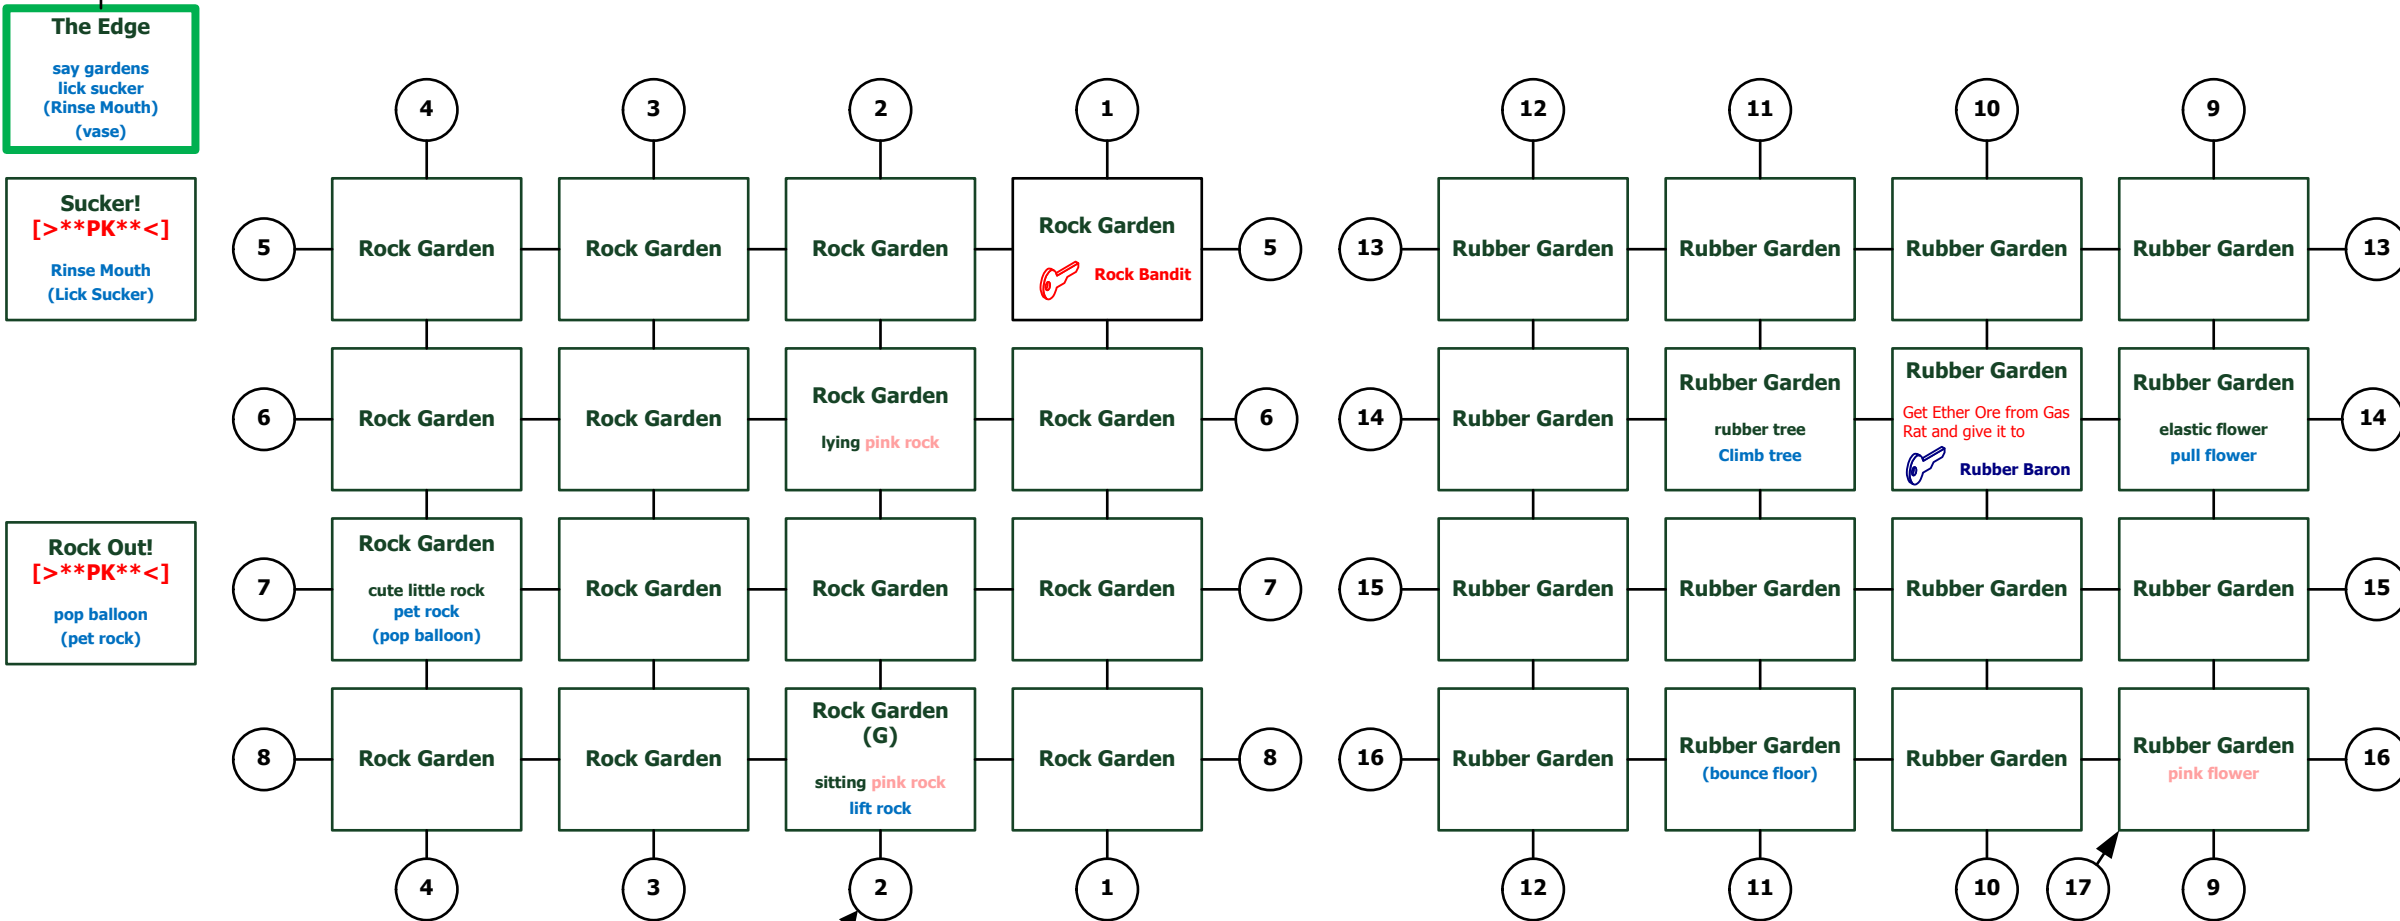 The Edge
say gardens
lick sucker
(Rinse Mouth)
(vase)
4
3
2
1
12
11
10
9
Sucker!
[>**PK**<]
Rinse Mouth
(Lick Sucker)
5
Rock Garden
Rock Garden
Rock Garden
Rock Garden
Rock Bandit
5
13
Rubber Garden
Rubber Garden
Rubber Garden
Rubber Garden
13
6
Rock Garden
Rock Garden
Rock Garden
lying pink rock
Rock Garden
6
14
Rubber Garden
Rubber Garden
rubber tree
Climb tree
Rubber Garden
Get Ether Ore from Gas
Rat and give it to
Rubber Baron
Rubber Garden
elastic flower
pull flower
14
Rock Out!
[>**PK**<]
pop balloon
(pet rock)
7
Rock Garden
cute little rock
pet rock
(pop balloon)
Rock Garden
Rock Garden
Rock Garden
7
15
Rubber Garden
Rubber Garden
Rubber Garden
Rubber Garden
15
8
Rock Garden
Rock Garden
Rock Garden
(G)
sitting pink rock
lift rock
Rock Garden
8
16
Rubber Garden
Rubber Garden
(bounce floor)
Rubber Garden
Rubber Garden
pink flower
16
4
3
2
1
12
11
10
17
9